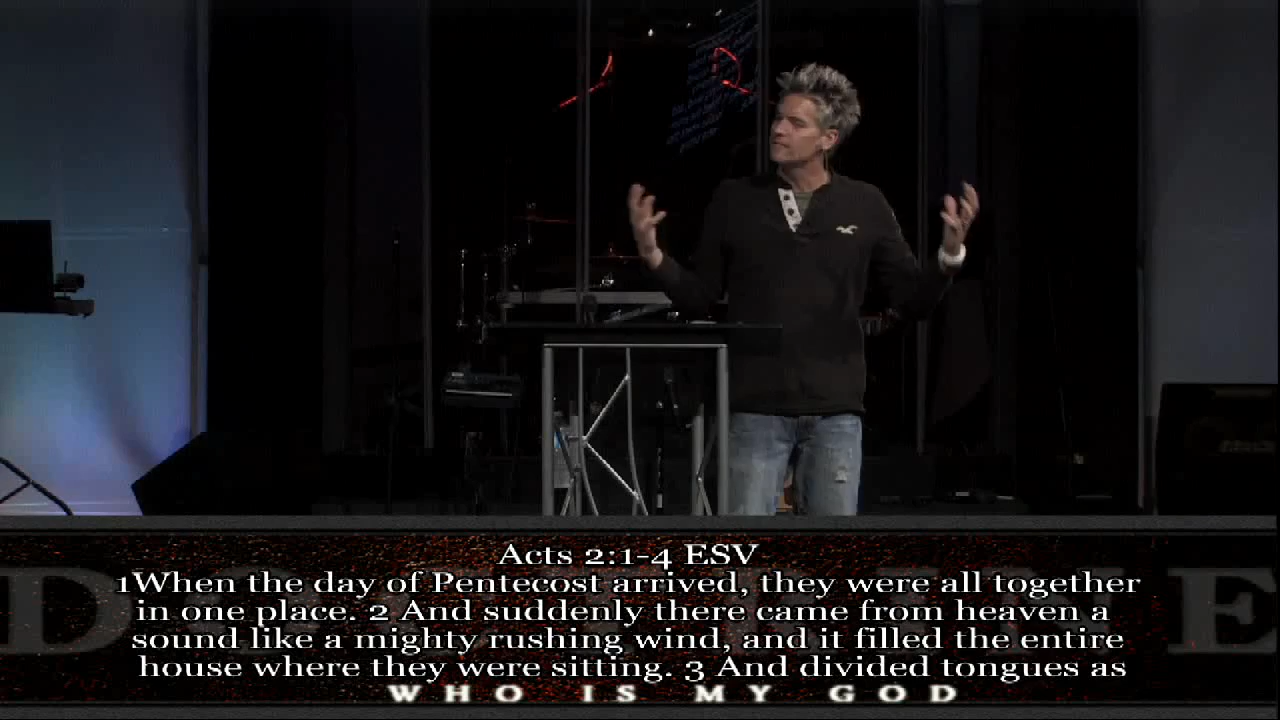 Acts 2:1-4 ESV
1When the day of Pentecost arrived, they were all together
in one place. 2 And suddenly there came from heaven a
sound like a mighty rushing wind, and it filled the entire
house where they were sitting. 3 And divided tongues as
WHO IS MY GOD